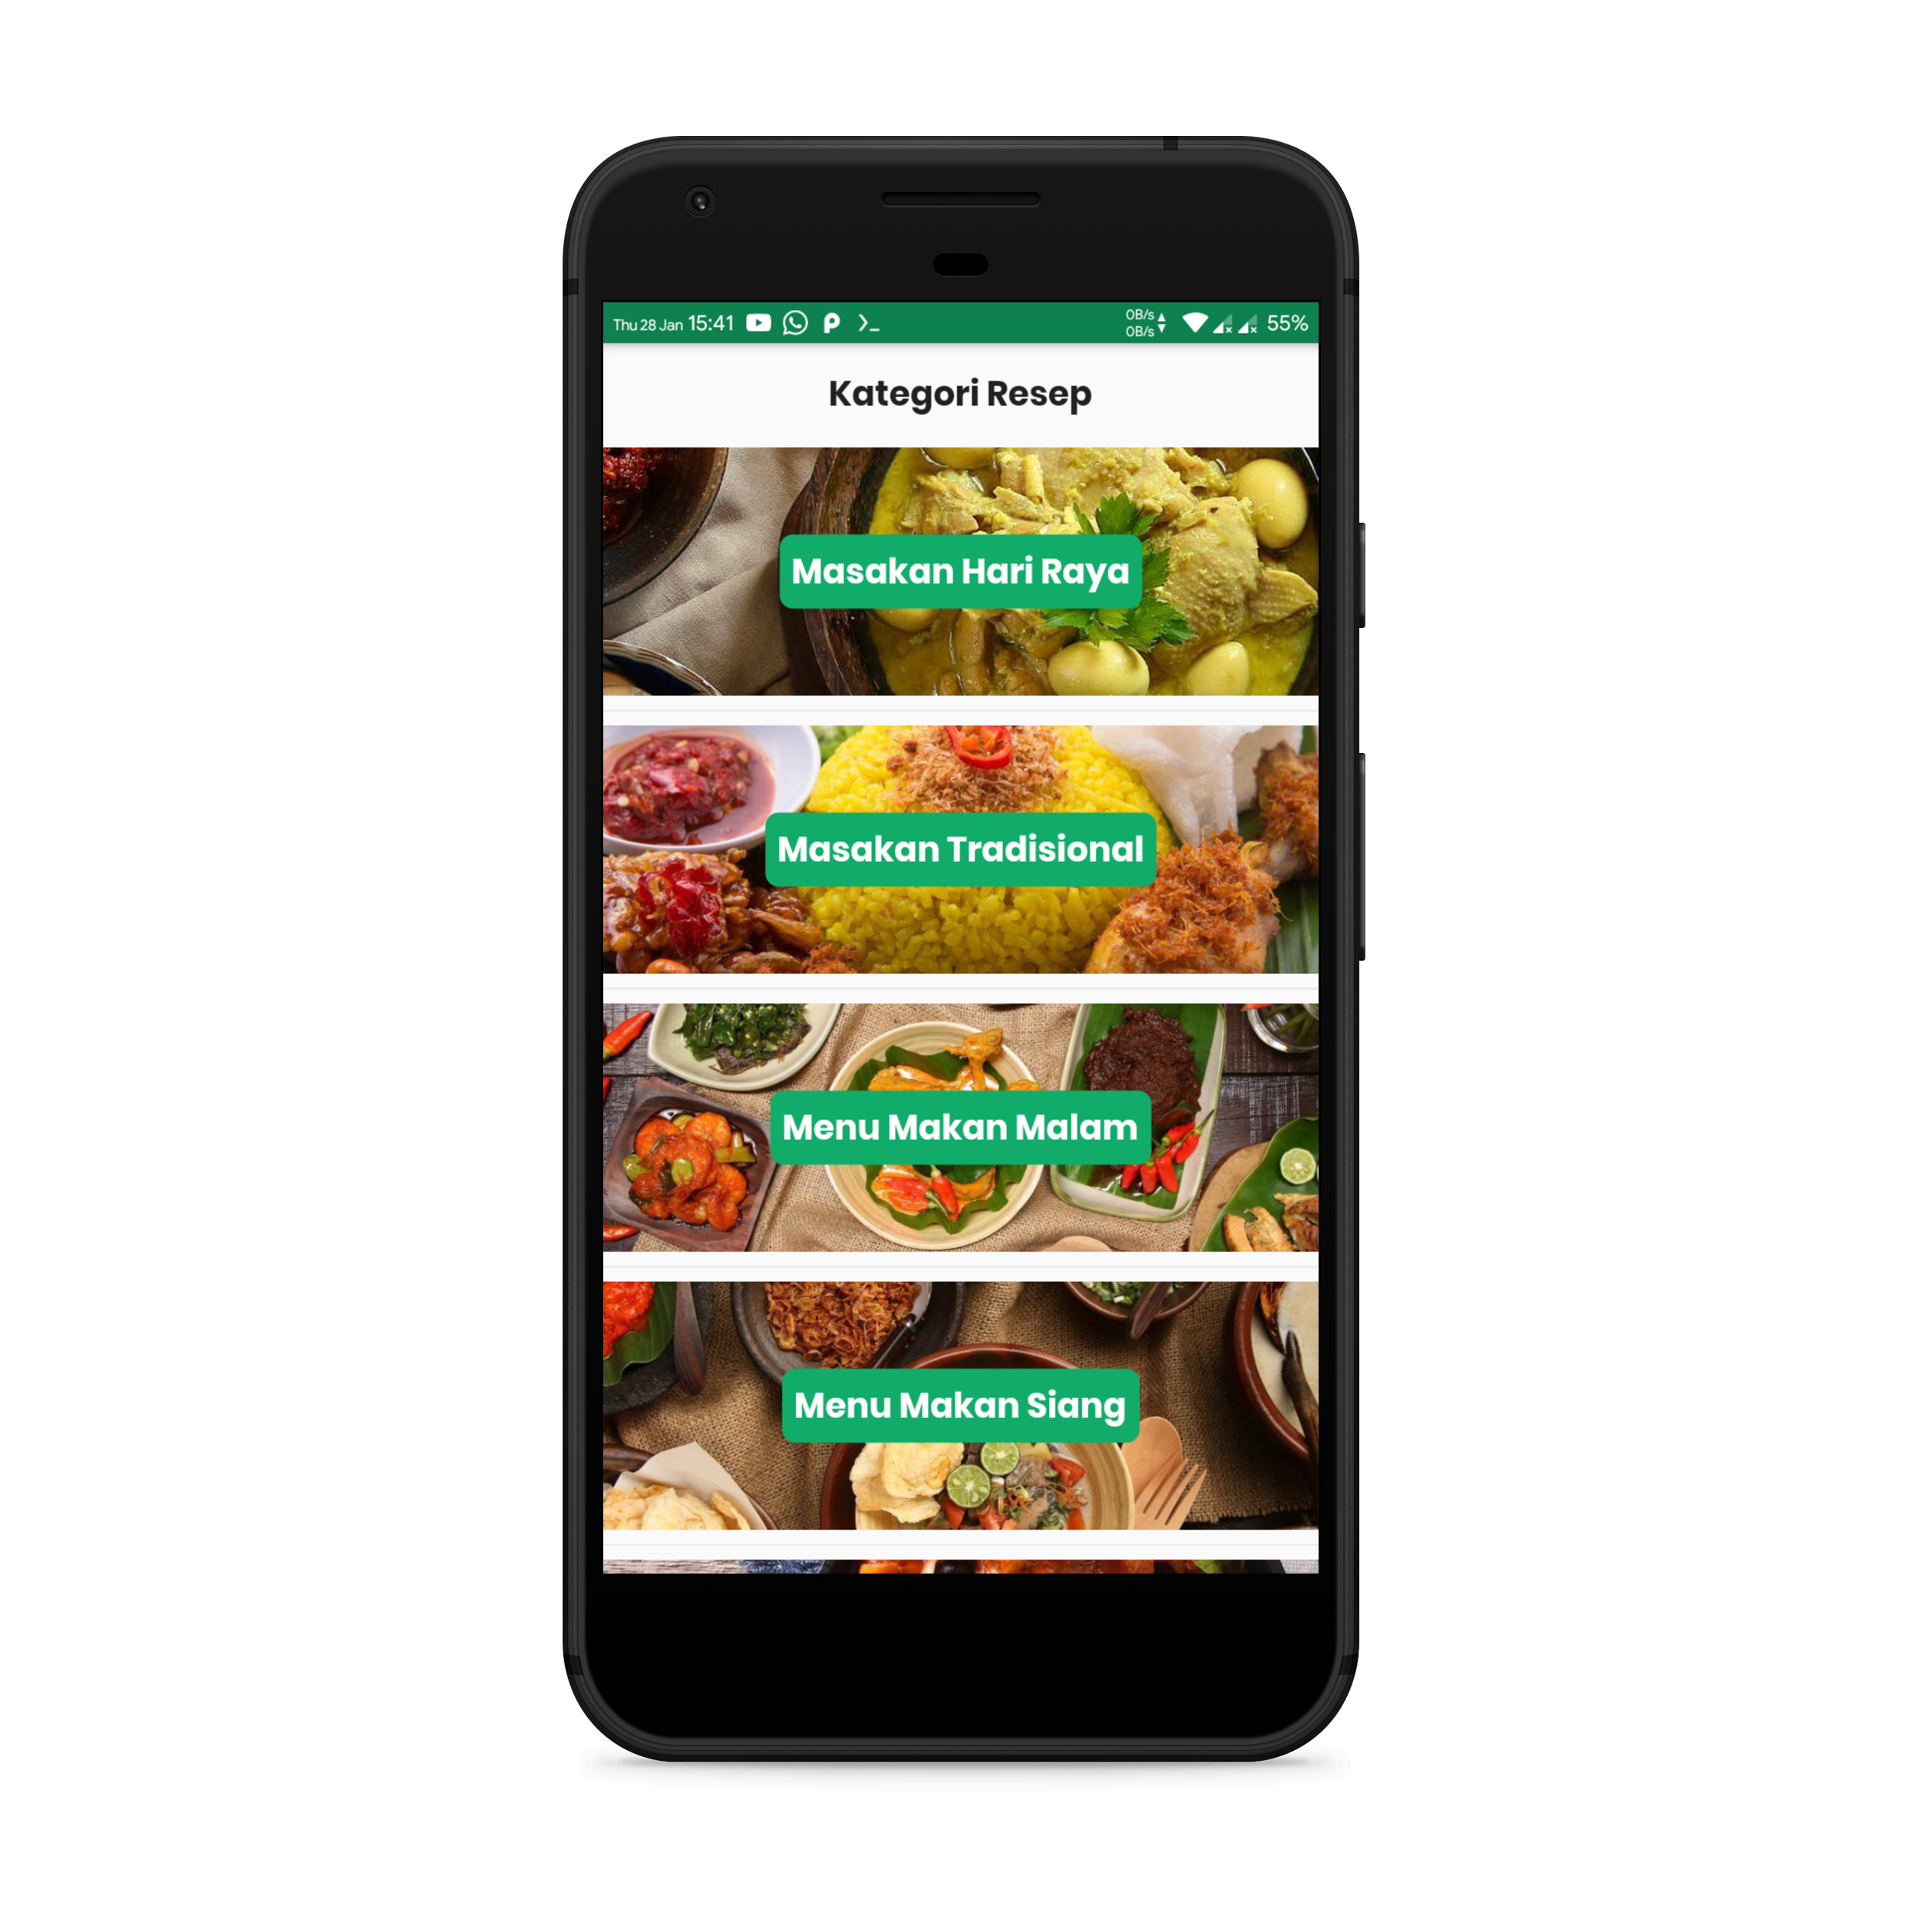 Thu 28 Jan 15:41 0B/s 55%
0B/s
Kategori Resep
Masakan Hari Raya
Masakan Tradisional
Menu Makan Malam
Menu Makan Siang